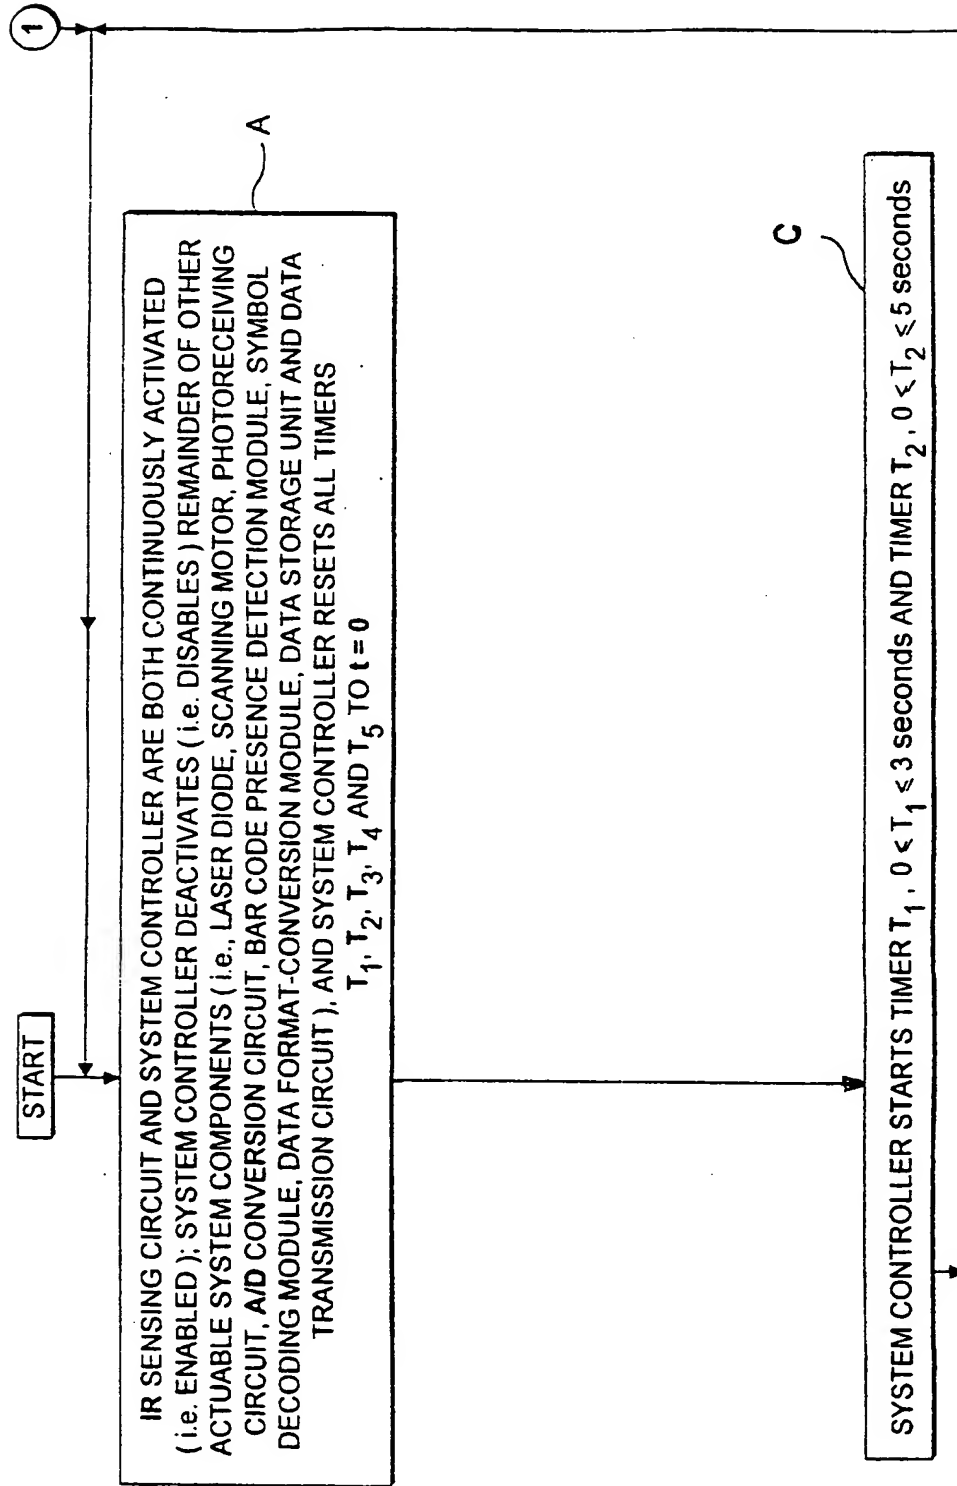 1
START
A
IR SENSING CIRCUIT AND SYSTEM CONTROLLER ARE BOTH CONTINUOUSLY ACTIVATED
( i.e. ENABLED ); SYSTEM CONTROLLER DEACTIVATES ( i.e. DISABLES ) REMAINDER OF OTHER
ACTUABLE SYSTEM COMPONENTS ( i.e., LASER DIODE, SCANNING MOTOR, PHOTORECEIVING
CIRCUIT, A/D CONVERSION CIRCUIT, BAR CODE PRESENCE DETECTION MODULE, SYMBOL
DECODING MODULE, DATA FORMAT-CONVERSION MODULE, DATA STORAGE UNIT AND DATA
TRANSMISSION CIRCUIT ), AND SYSTEM CONTROLLER RESETS ALL TIMERS
T₁, T₂, T₃, T₄ AND T₅ TO t = 0
C
SYSTEM CONTROLLER STARTS TIMER T₁ , 0 < T₁ ⩽ 3 seconds AND TIMER T₂ , 0 < T₂ ⩽ 5 seconds